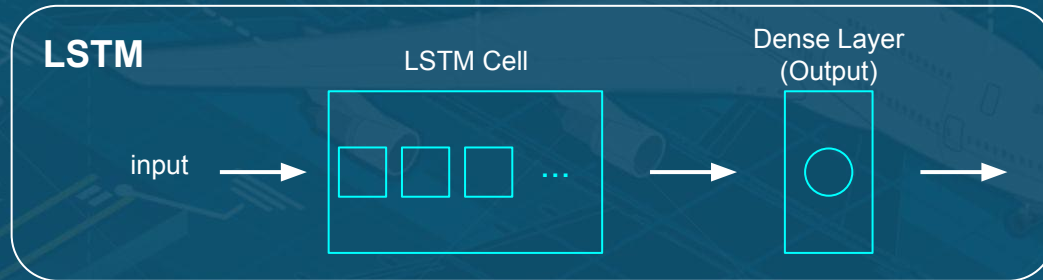 LSTM
LSTM Cell
Dense Layer
(Output)
input
...